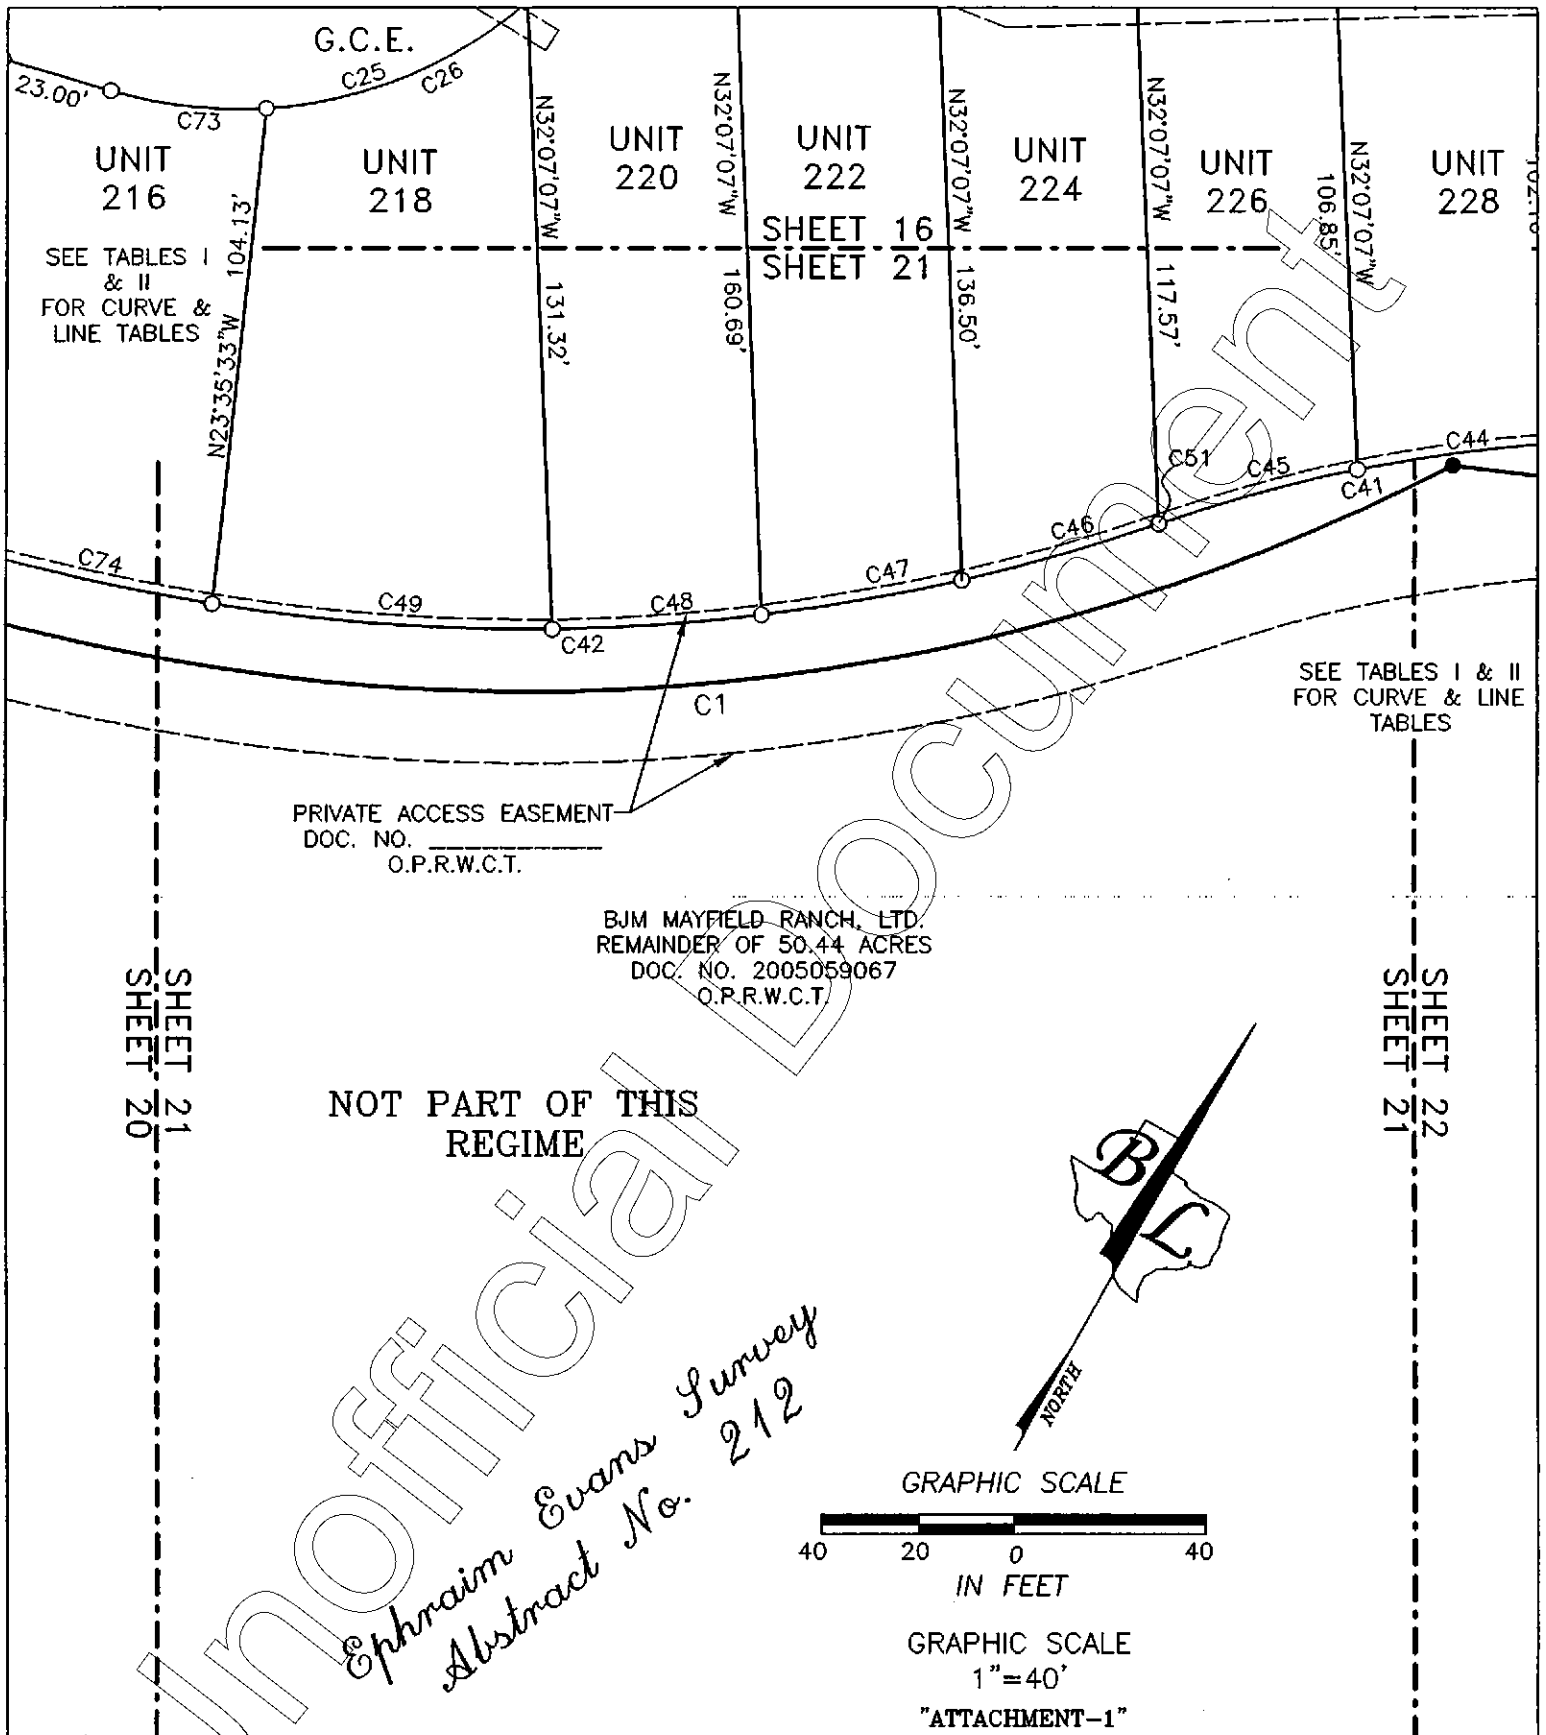 G.C.E.
C25
C26
23.00'
C73
UNIT
216
UNIT
218
UNIT
220
UNIT
222
UNIT
224
UNIT
226
UNIT
228
N32°07'07"W
131.32'
N32°07'07"W
160.69'
N32°07'07"W
136.50'
N32°07'07"W
117.57'
N32°07'07"W
106.85'
N23°35'33"W 104.13'
SHEET 16
SHEET 21
SEE TABLES I
& II
FOR CURVE &
LINE TABLES
C74
C49
C48
C42
C47
C46
C51
C45
C41
C44
C1
SEE TABLES I & II
FOR CURVE & LINE
TABLES
PRIVATE ACCESS EASEMENT
DOC. NO. ____________
O.P.R.W.C.T.
BJM MAYFIELD RANCH, LTD.
REMAINDER OF 50.44 ACRES
DOC. NO. 2005059067
O.P.R.W.C.T.
SHEET 21
SHEET 20
SHEET 22
SHEET 21
NOT PART OF THIS
REGIME
B
L
NORTH
Ephraim Evans Survey
Abstract No. 212
GRAPHIC SCALE
40 20 0 40
IN FEET
GRAPHIC SCALE
1"=40'
"ATTACHMENT-1"
Unofficial Document